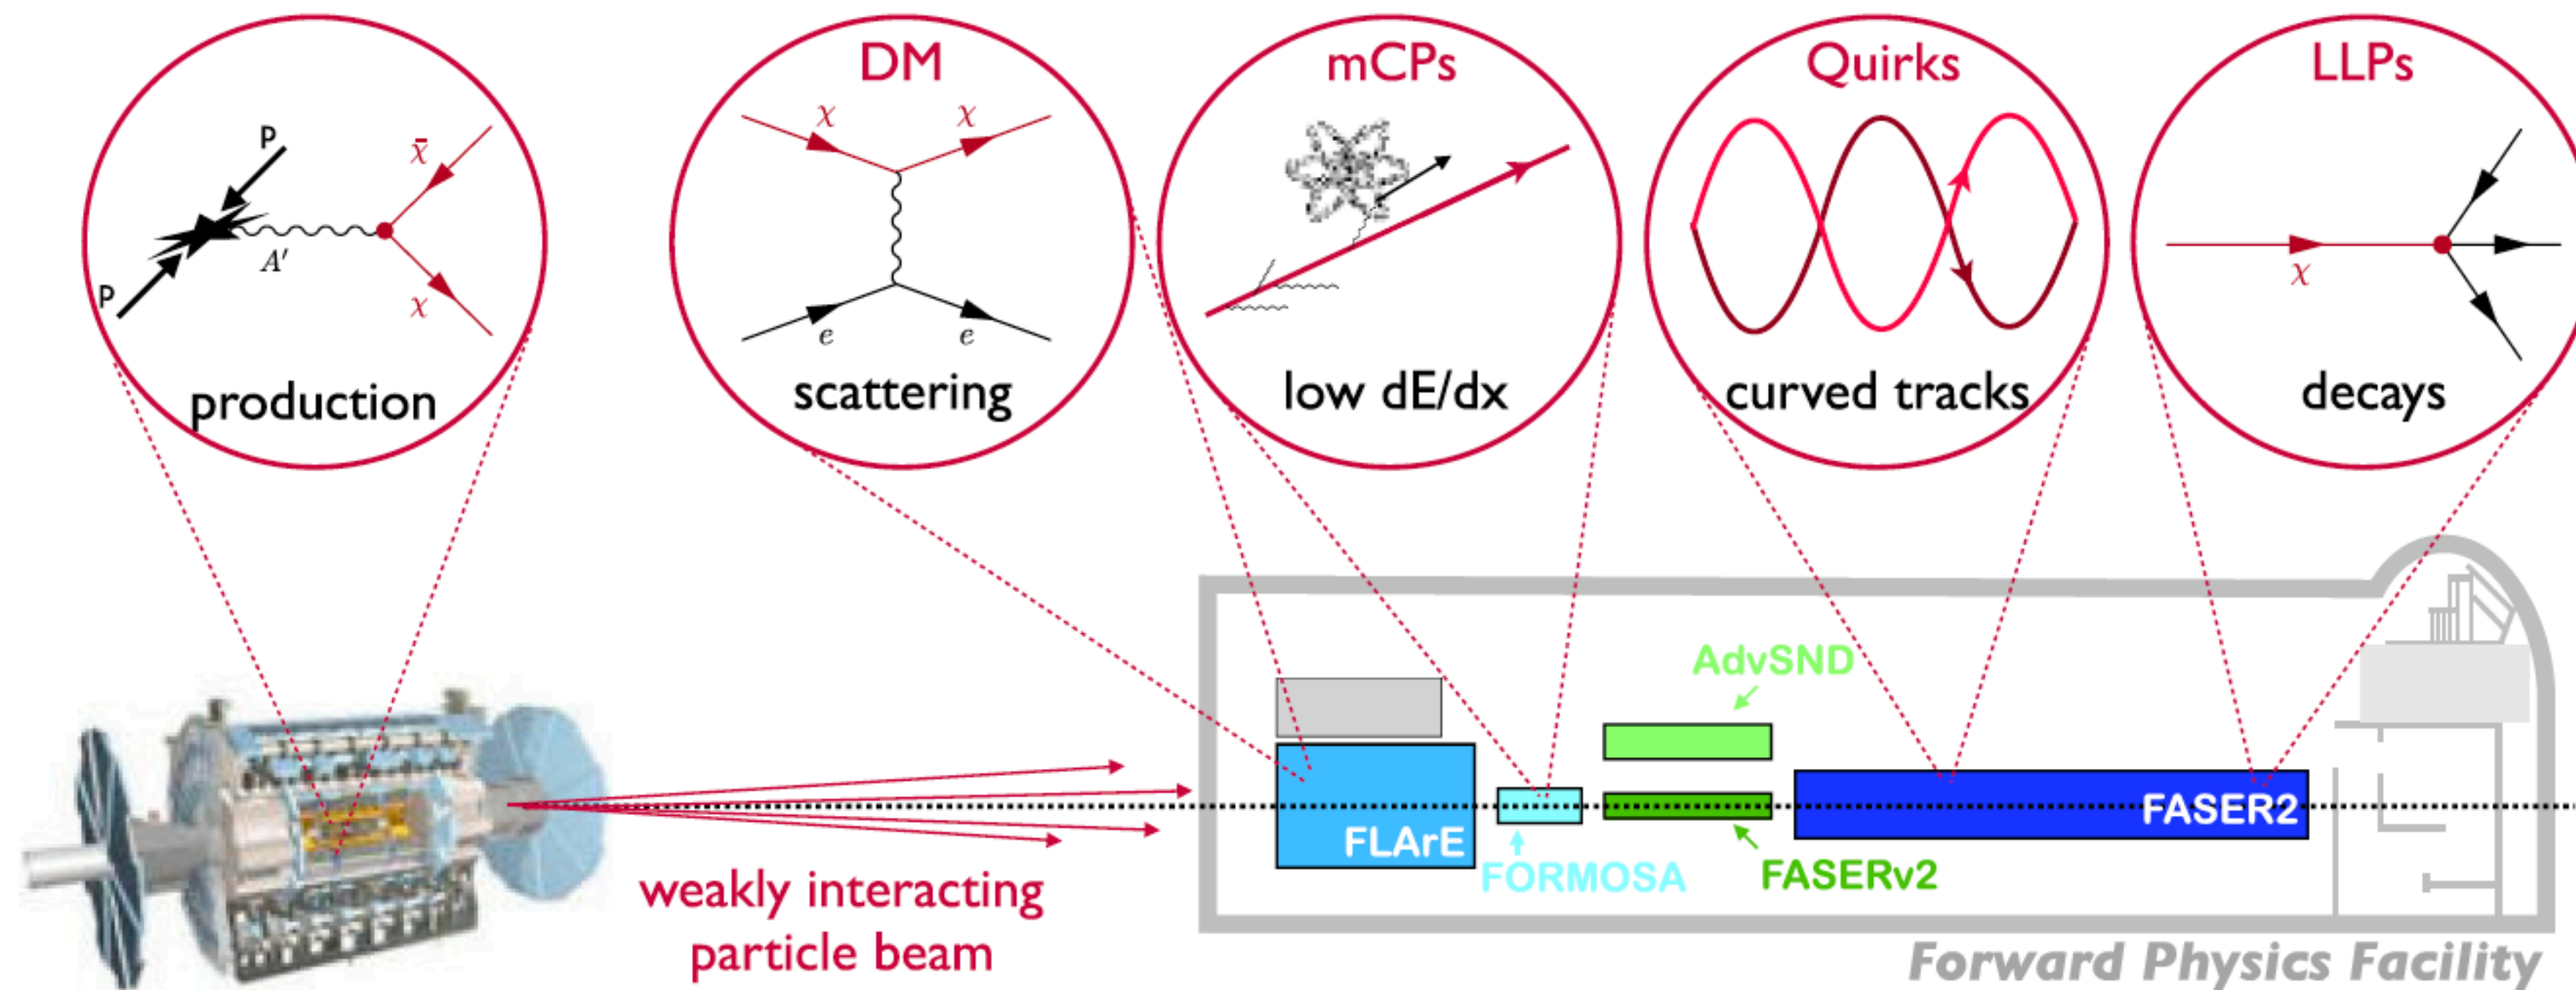 P
P
A′
χ̄
χ
production
DM
χ
χ
e
e
scattering
mCPs
low dE/dx
Quirks
curved tracks
LLPs
χ
decays
weakly interacting
particle beam
AdvSND
FLArE
FORMOSA
FASERv2
FASER2
Forward Physics Facility